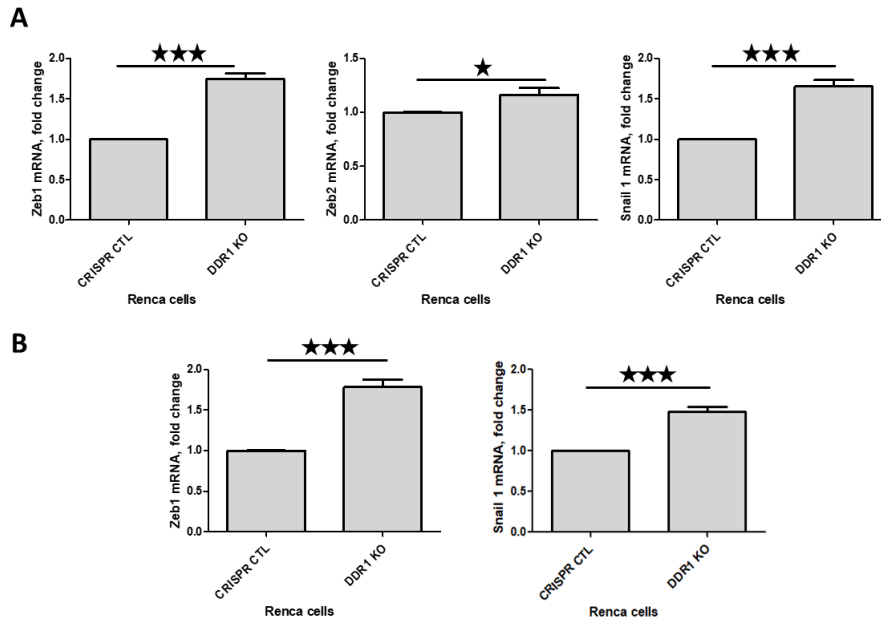 A
★★★
2.0
1.5
1.0
0.5
0.0
Zeb1 mRNA, fold change
CRISPR CTL
DDR1 KO
Renca cells
★
1.5
1.0
0.5
0.0
Zeb2 mRNA, fold change
CRISPR CTL
DDR1 KO
Renca cells
★★★
2.0
1.5
1.0
0.5
0.0
Snail 1 mRNA, fold change
CRISPR CTL
DDR1 KO
Renca cells
B
★★★
2.0
1.5
1.0
0.5
0.0
Zeb1 mRNA, fold change
CRISPR CTL
DDR1 KO
Renca cells
★★★
2.0
1.5
1.0
0.5
0.0
Snail 1 mRNA, fold change
CRISPR CTL
DDR1 KO
Renca cells